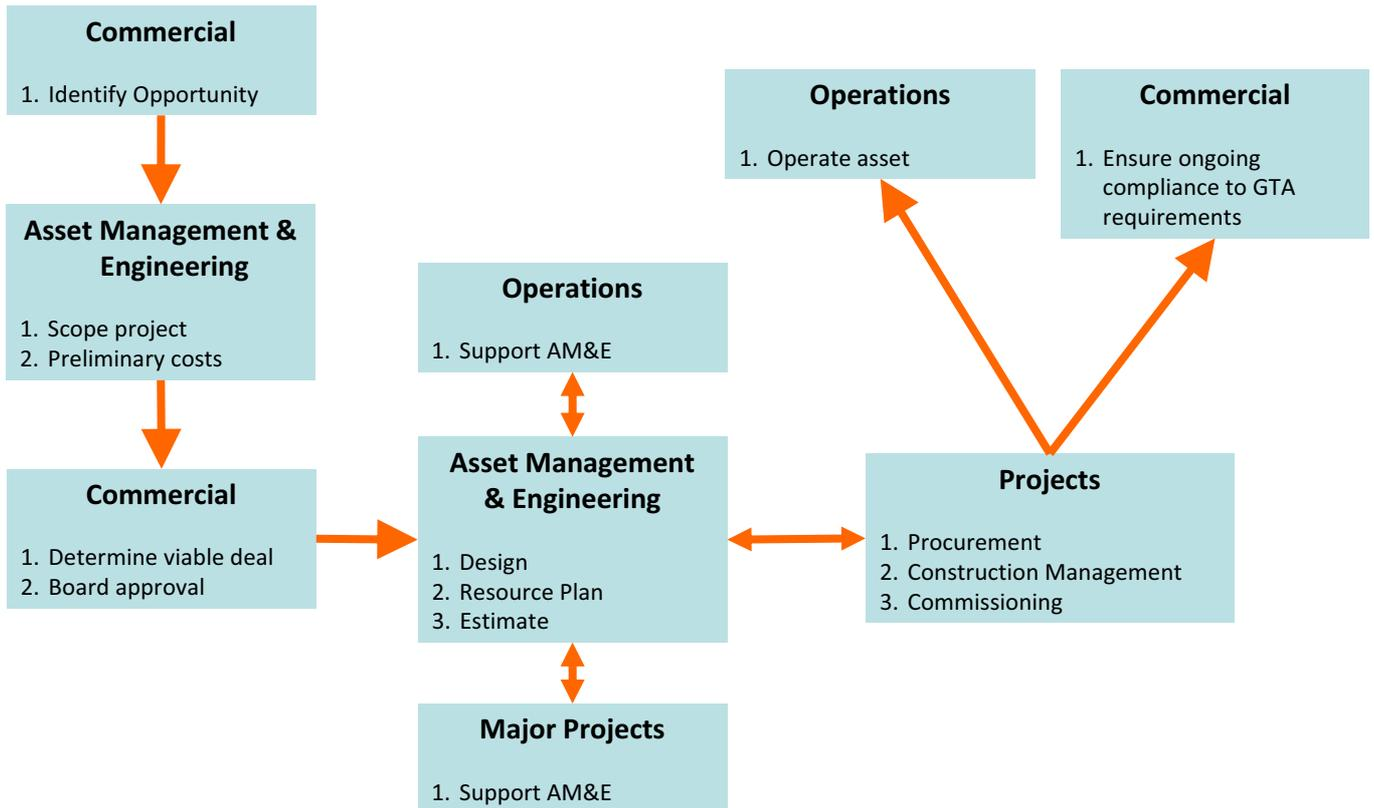 Commercial
1. Identify Opportunity
Asset Management &
Engineering
1. Scope project
2. Preliminary costs
Commercial
1. Determine viable deal
2. Board approval
Operations
1. Support AM&E
Asset Management
& Engineering
1. Design
2. Resource Plan
3. Estimate
Major Projects
1. Support AM&E
Projects
1. Procurement
2. Construction Management
3. Commissioning
Operations
1. Operate asset
Commercial
1. Ensure ongoing
compliance to GTA
requirements